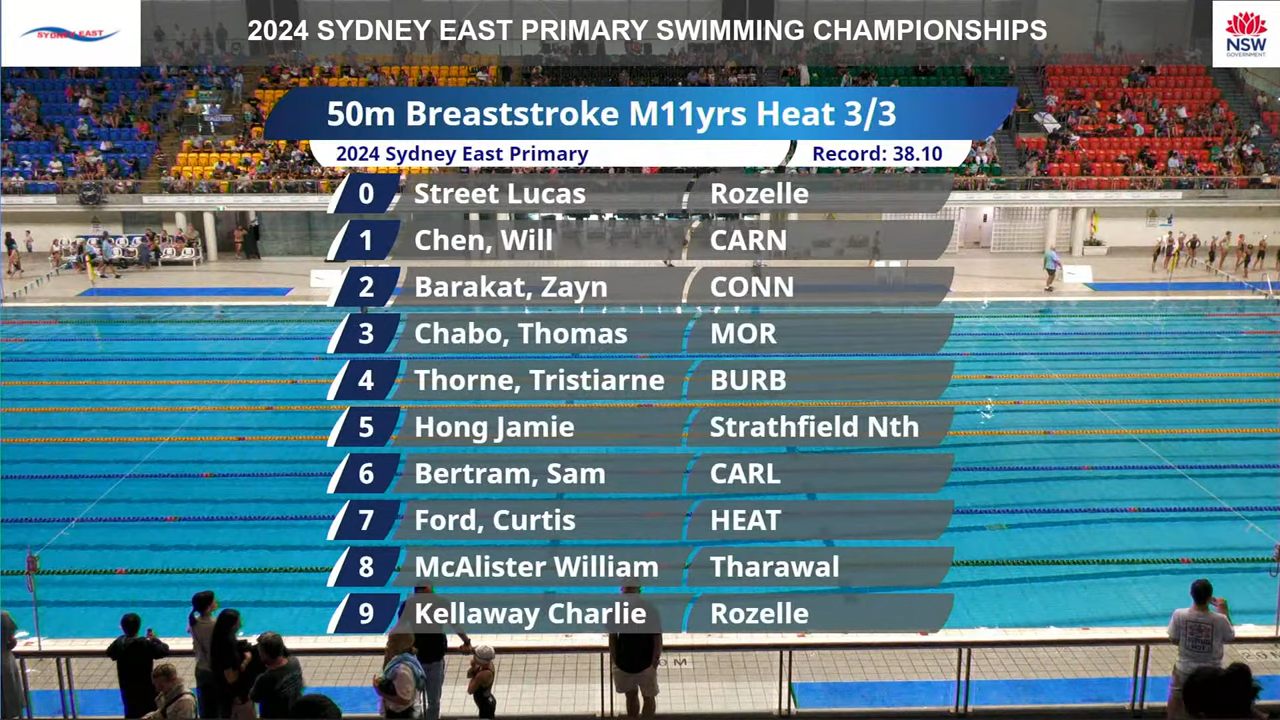 SYDNEY EAST
2024 SYDNEY EAST PRIMARY SWIMMING CHAMPIONSHIPS
NSW
GOVERNMENT
50m Breaststroke M11yrs Heat 3/3
2024 Sydney East Primary Record: 38.10
0 Street Lucas Rozelle
1 Chen, Will CARN
2 Barakat, Zayn CONN
3 Chabo, Thomas MOR
4 Thorne, Tristiarne BURB
5 Hong Jamie Strathfield Nth
6 Bertram, Sam CARL
7 Ford, Curtis HEAT
8 McAlister William Tharawal
9 Kellaway Charlie Rozelle